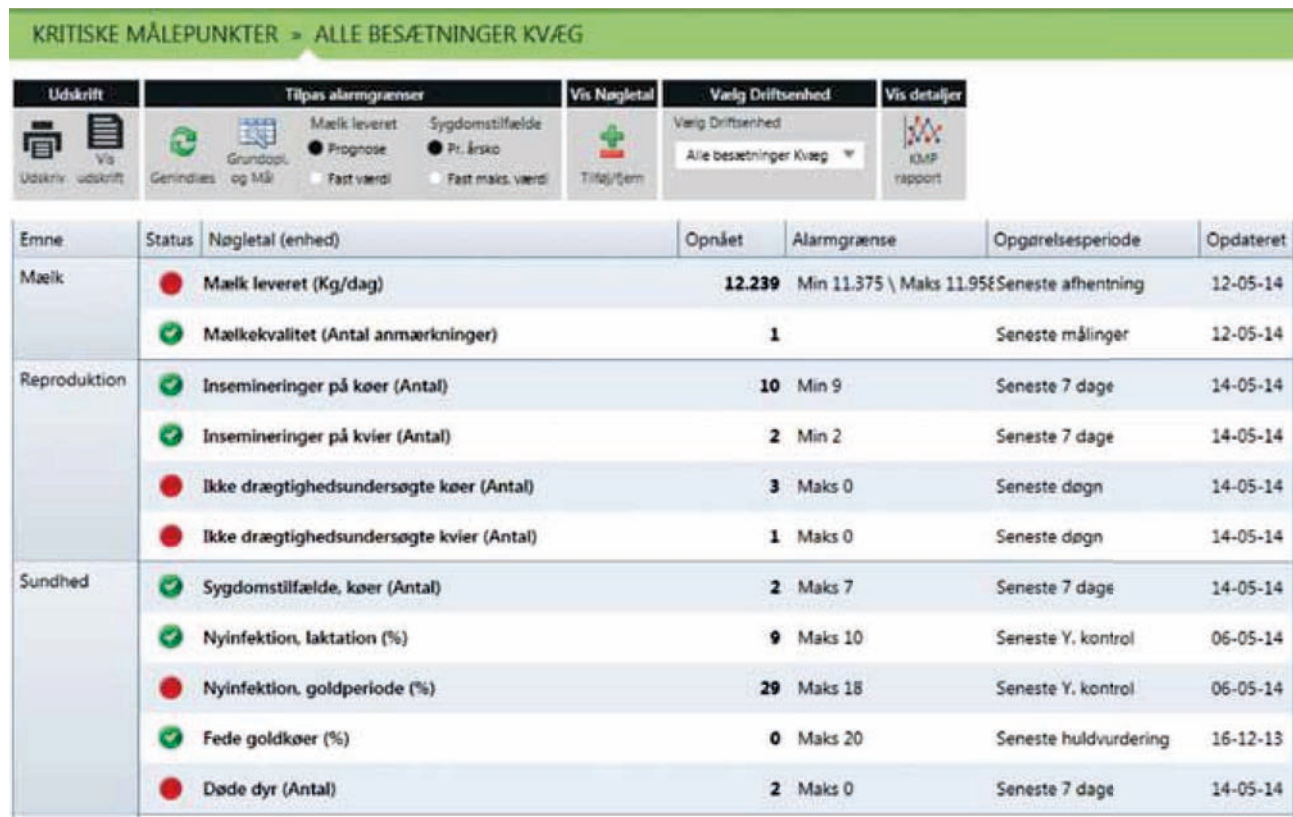 KRITISKE MÅLEPUNKTER » ALLE BESÆTNINGER KVÆG
Udskrift Tilpas alarmgrænser Vis Nøgletal Vælg Driftsenhed Vis detaljer
Mælk leveret Sygdomstilfælde Vælg Driftsenhed
Prognose Pr. årsko
Vis Grundopl. Alle besætninger Kvæg KMP
Udskriv udskrift Genindlæs og Mål Fast værdi Fast maks. værdi Tilføj/fjern rapport
Emne Status Nøgletal (enhed) Opnået Alarmgrænse Opgørelsesperiode Opdateret
Mælk Mælk leveret (Kg/dag) 12.239 Min 11.375 \ Maks 11.958 Seneste afhentning 12-05-14
Mælkekvalitet (Antal anmærkninger) 1 Seneste målinger 12-05-14
Reproduktion Insemineringer på køer (Antal) 10 Min 9 Seneste 7 dage 14-05-14
Insemineringer på kvier (Antal) 2 Min 2 Seneste 7 dage 14-05-14
Ikke drægtighedsundersøgte køer (Antal) 3 Maks 0 Seneste døgn 14-05-14
Ikke drægtighedsundersøgte kvier (Antal) 1 Maks 0 Seneste døgn 14-05-14
Sundhed Sygdomstilfælde, køer (Antal) 2 Maks 7 Seneste 7 dage 14-05-14
Nyinfektion, laktation (%) 9 Maks 10 Seneste Y. kontrol 06-05-14
Nyinfektion, goldperiode (%) 29 Maks 18 Seneste Y. kontrol 06-05-14
Fede goldkøer (%) 0 Maks 20 Seneste huldvurdering 16-12-13
Døde dyr (Antal) 2 Maks 0 Seneste 7 dage 14-05-14